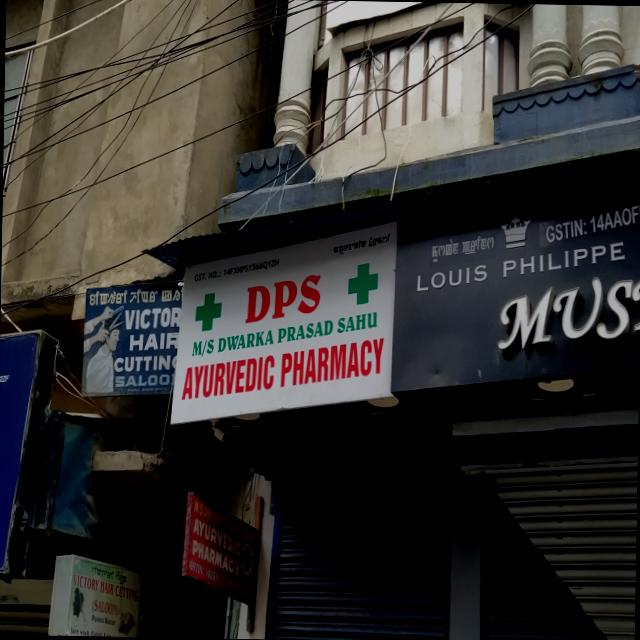 DPS
M/S DWARKA PRASAD SAHU
AYURVEDIC PHARMACY
GSTIN: 14AAOF
LOUIS PHILIPPE
MUS
VICTOR
HAIR
CUTTING
SALOO
AYURVEDIC
PHARMACY
VICTORY HAIR CUTTING
SALOON